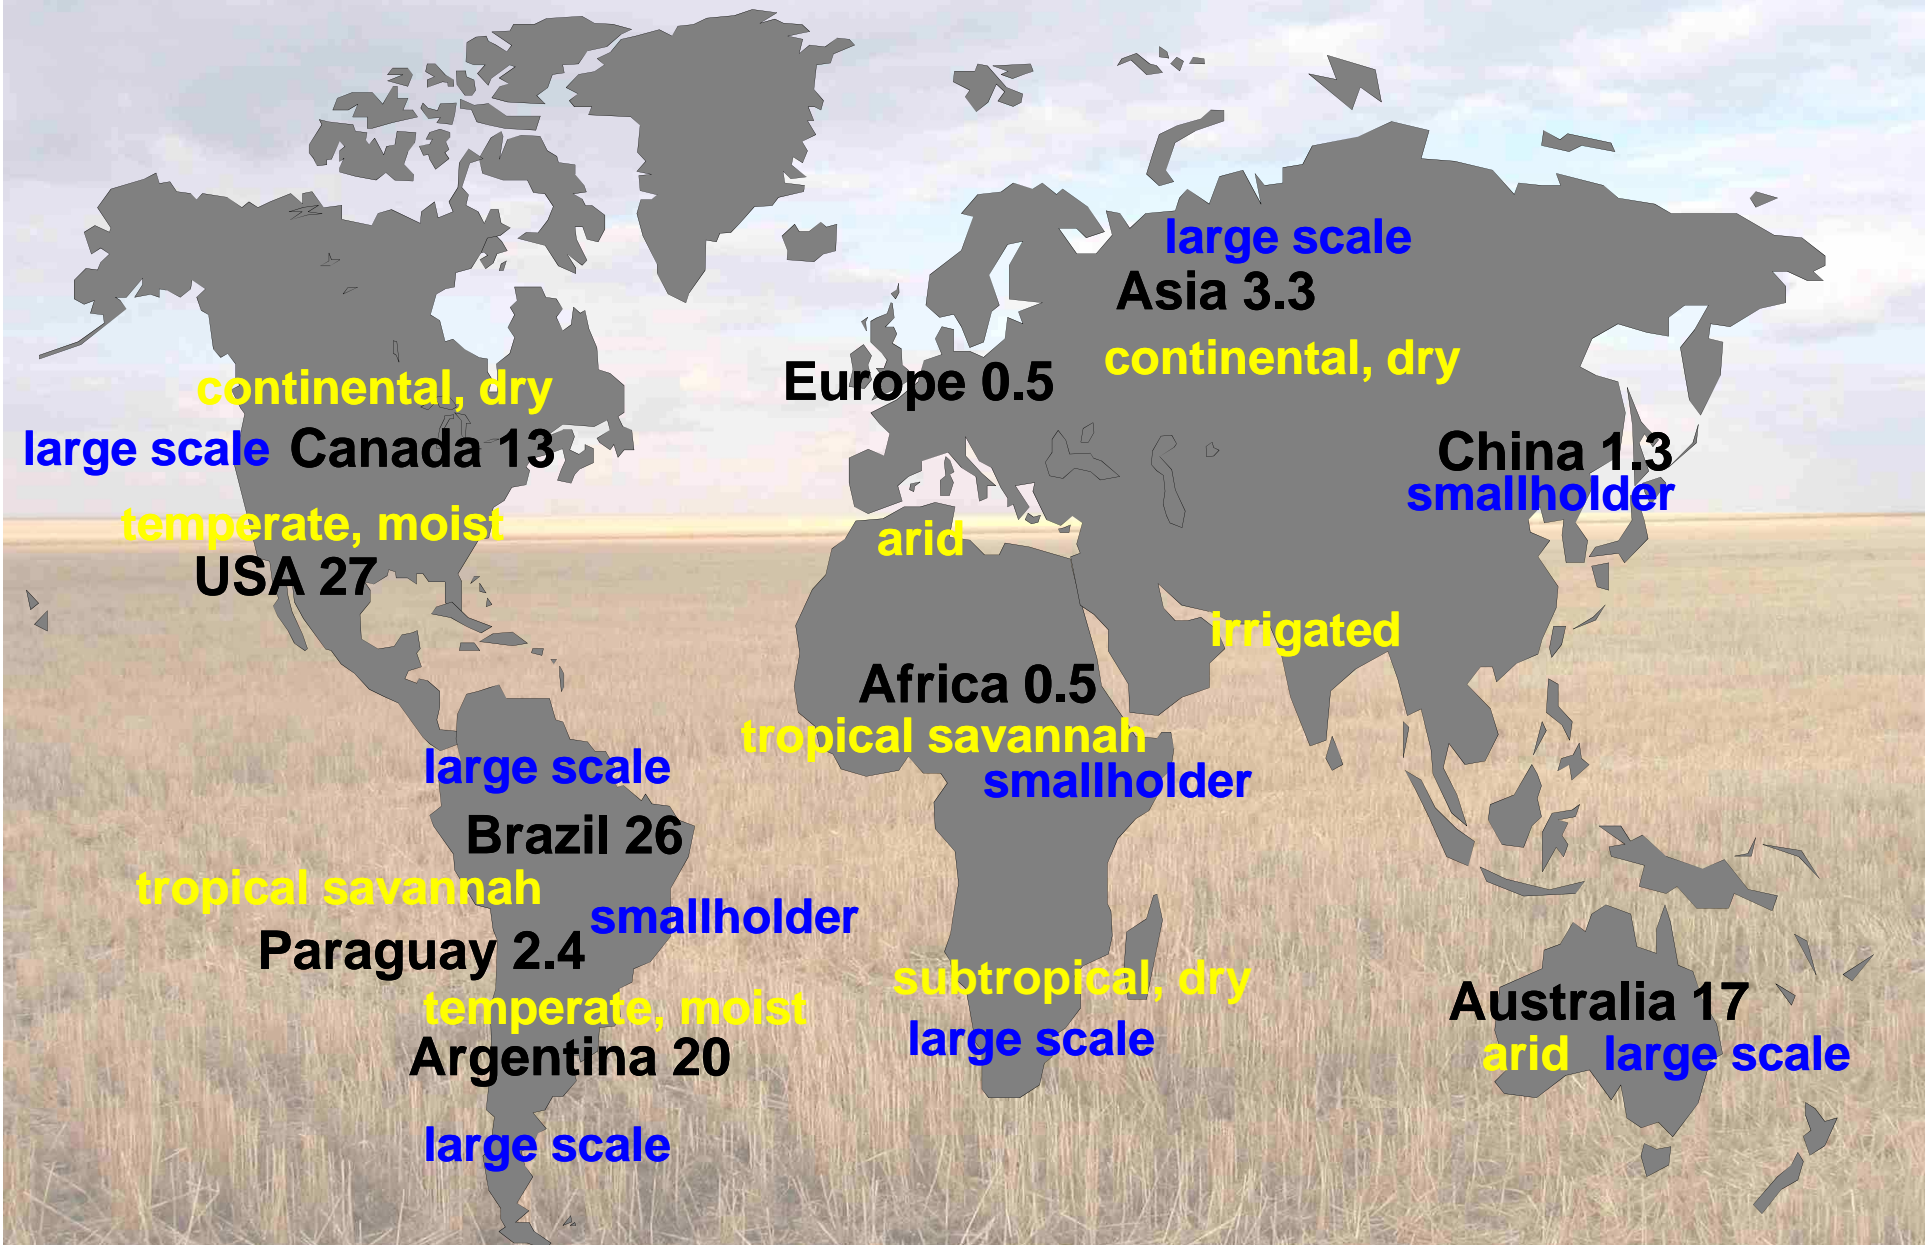 large scale
Asia 3.3
continental, dry
Europe 0.5
continental, dry
large scale Canada 13
China 1.3
smallholder
temperate, moist
USA 27
arid
irrigated
Africa 0.5
tropical savannah
smallholder
large scale
Brazil 26
tropical savannah
smallholder
Paraguay 2.4
temperate, moist
Argentina 20
large scale
subtropical, dry
large scale
Australia 17
arid large scale